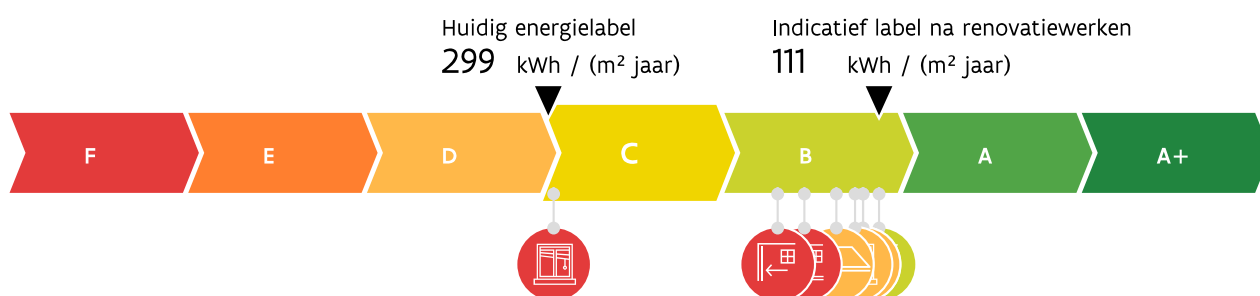 Huidig energielabel
299 kWh / (m² jaar)
Indicatief label na renovatiewerken
111 kWh / (m² jaar)
F E D C B A A+